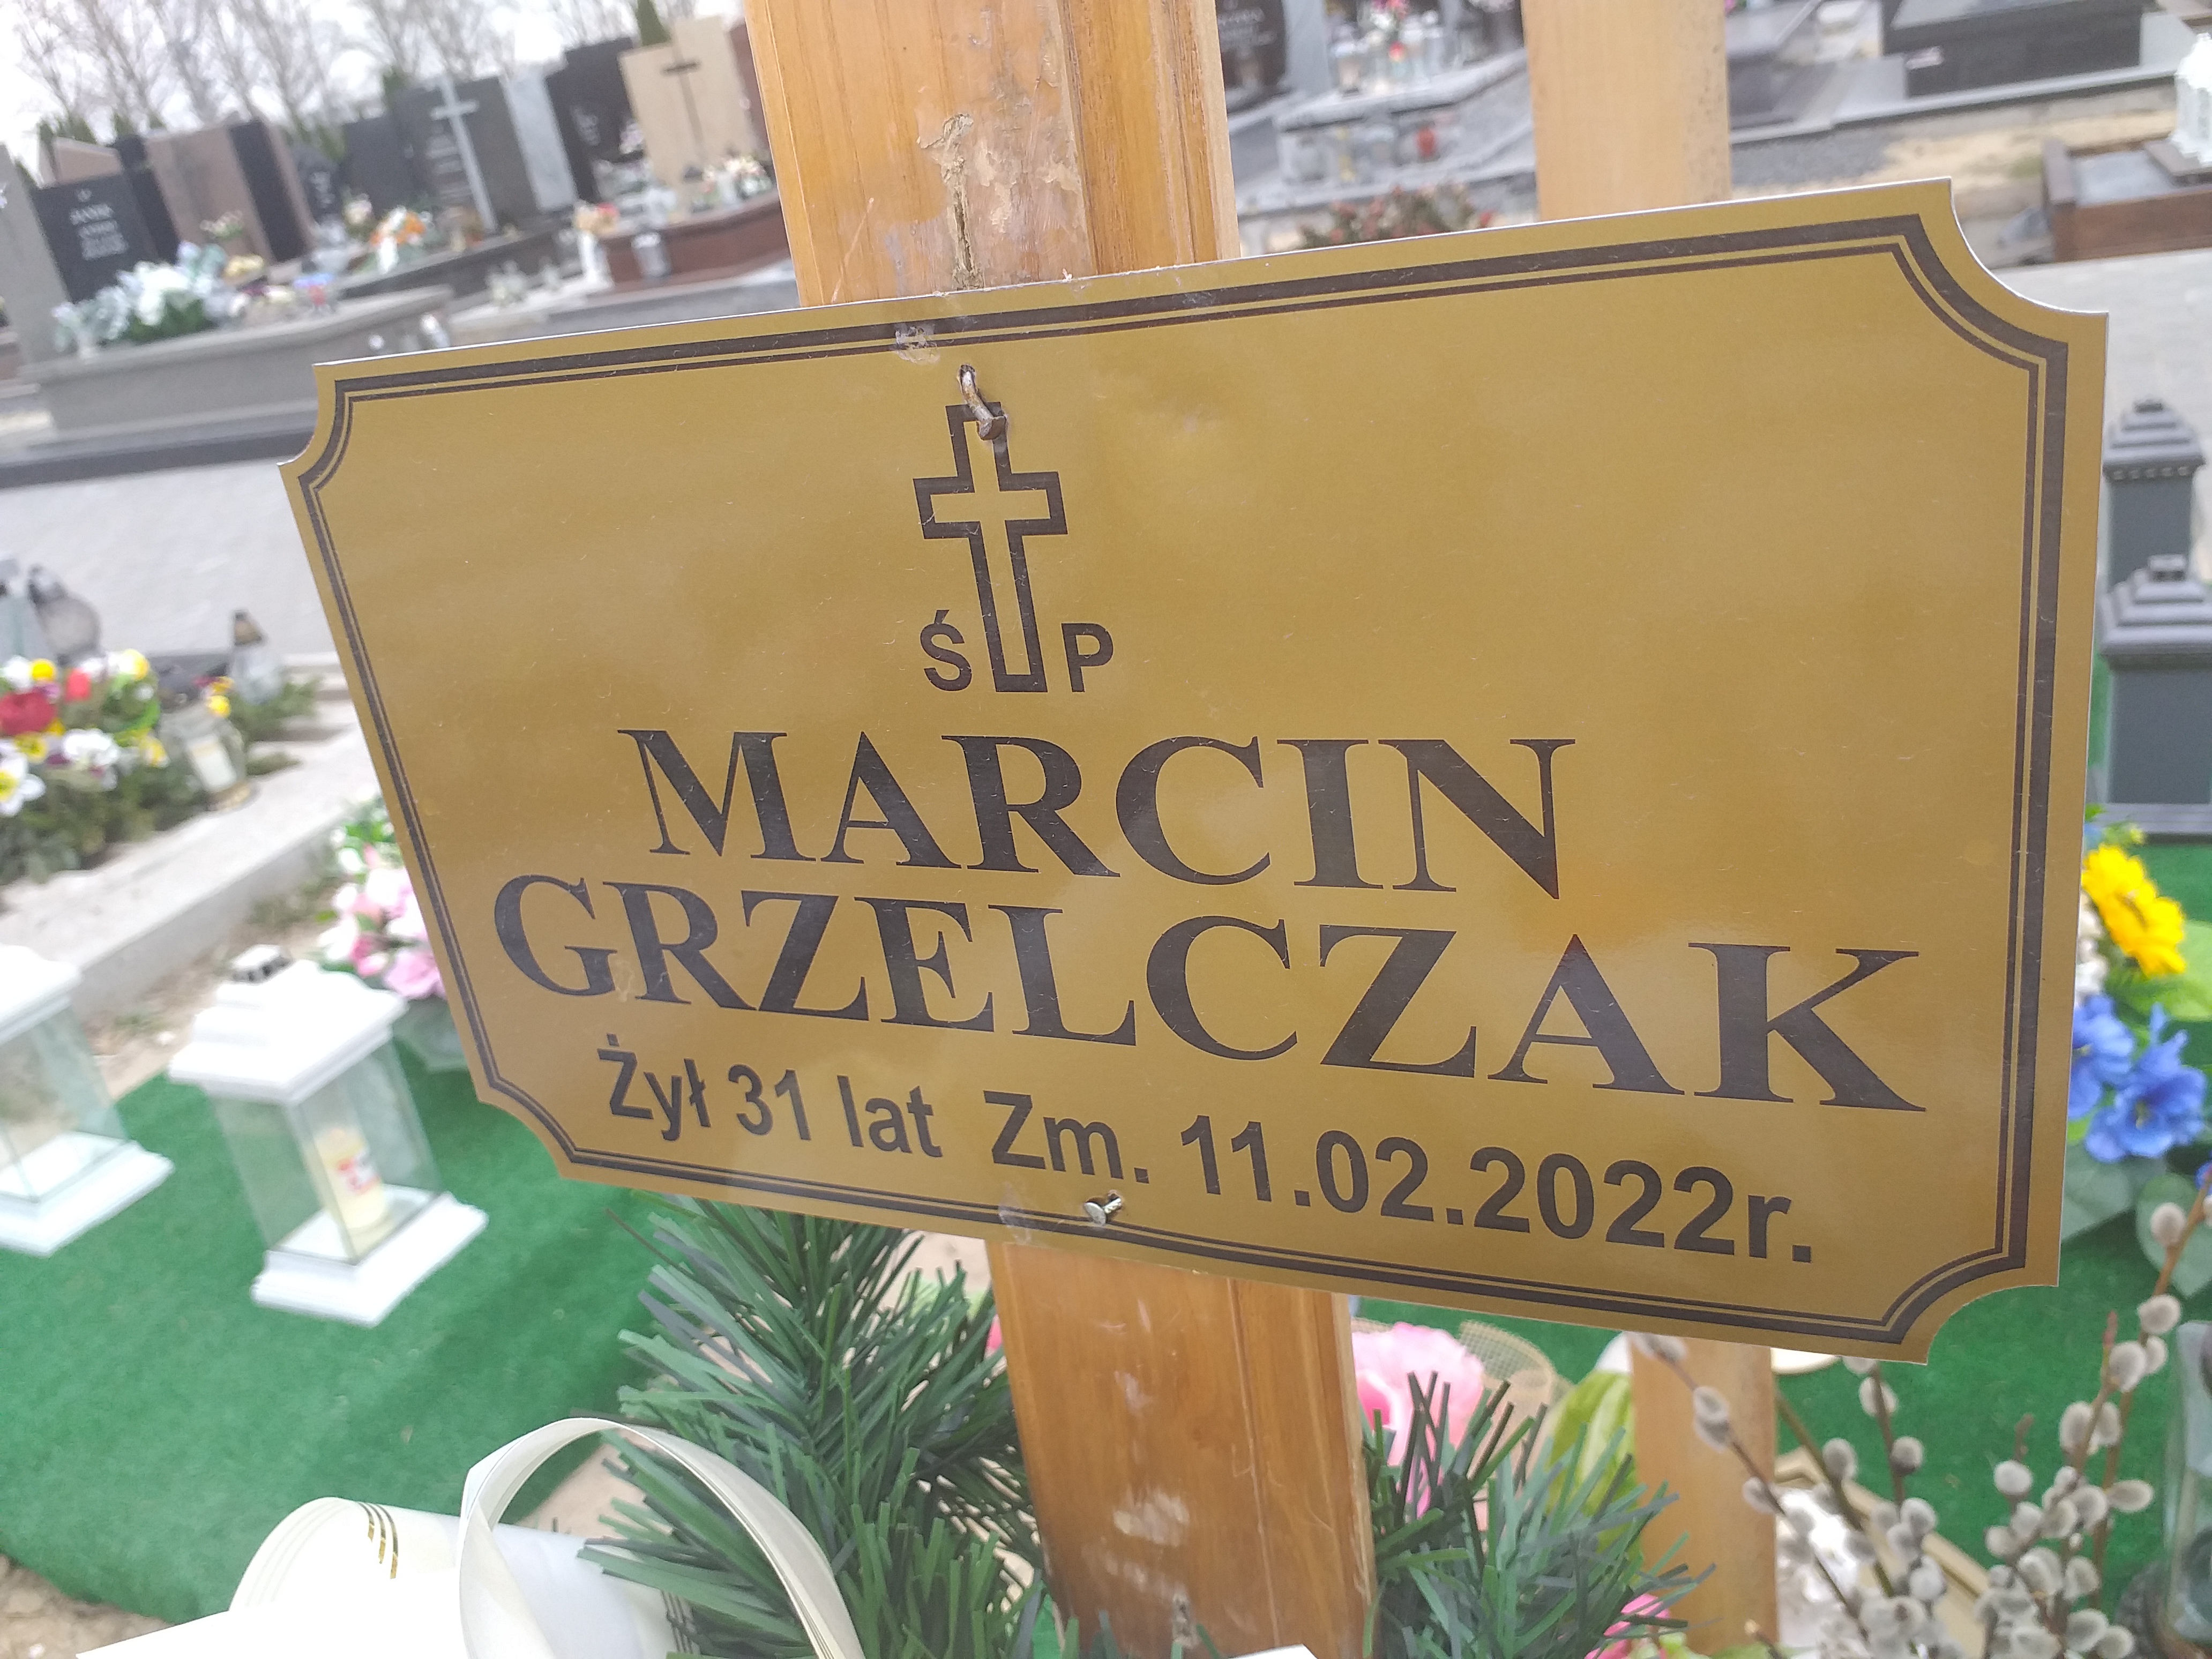 Ś P
MARCIN
GRZELCZAK
Żył 31 lat Zm. 11.02.2022r.